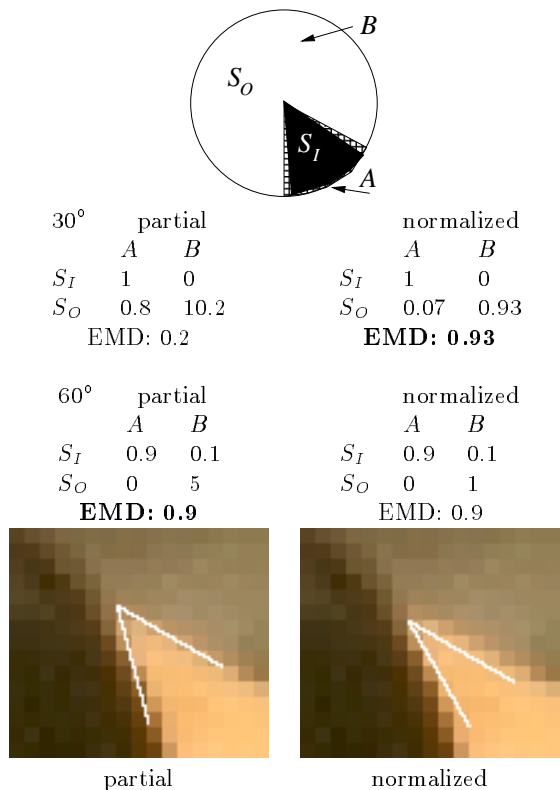 B
S_O
S_I
A
30° partial normalized
A B A B
S_I 1 0 S_I 1 0
S_O 0.8 10.2 S_O 0.07 0.93
EMD: 0.2 EMD: 0.93
60° partial normalized
A B A B
S_I 0.9 0.1 S_I 0.9 0.1
S_O 0 5 S_O 0 1
EMD: 0.9 EMD: 0.9
partial normalized